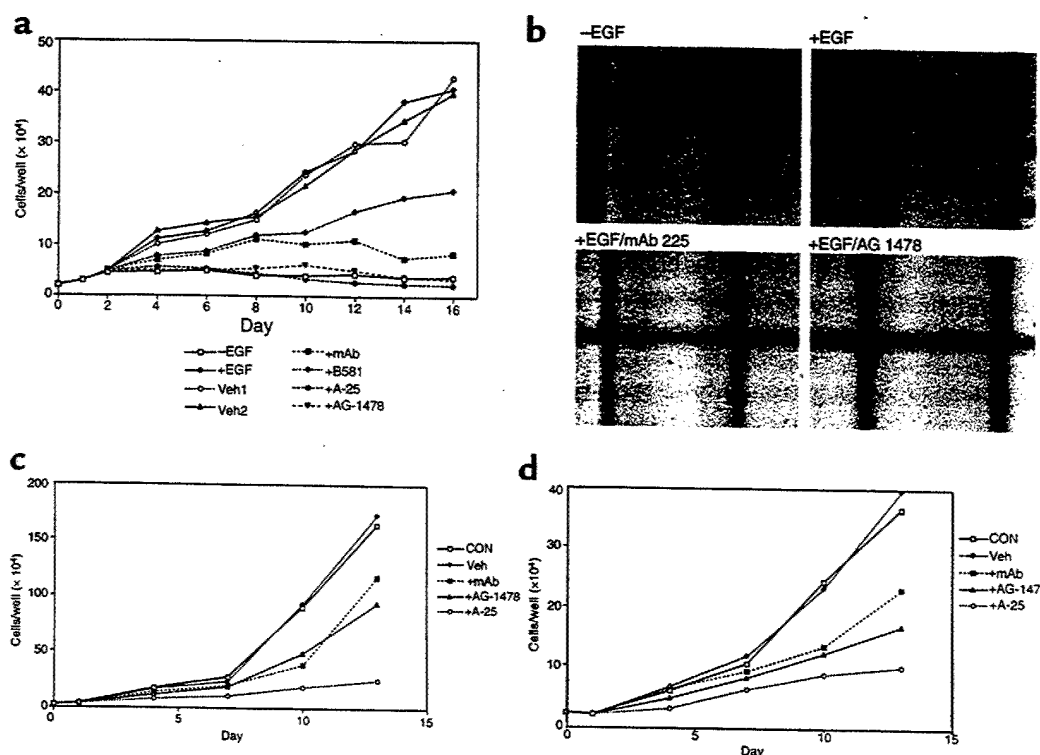 a
50
40
30
20
10
0
Cells/well (× 10⁴)
0 2 4 6 8 10 12 14 16
Day
–EGF
+EGF
Veh1
Veh2
+mAb
+B581
+A-25
+AG-1478
b
–EGF
+EGF
+EGF/mAb 225
+EGF/AG 1478
c
200
150
100
50
0
Cells/well (× 10⁴)
0 5 10 15
Day
CON
Veh
+mAb
+AG-1478
+A-25
d
40
30
20
10
0
Cells/well (×10⁴)
0 5 10 15
Day
CON
Veh
+mAb
+AG-147
+A-25